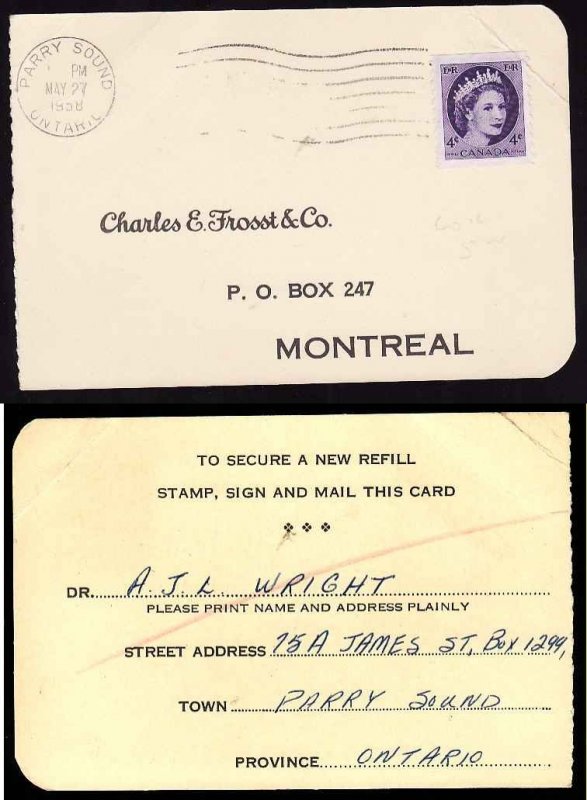 PARRY SOUND
PM
MAY 27
1958
ONTARIO
E II R E II R
4¢ CANADA 4¢
Charles E. Frosst & Co.
P. O. BOX 247
MONTREAL
TO SECURE A NEW REFILL
STAMP, SIGN AND MAIL THIS CARD
DR. A. J. L. WRIGHT
PLEASE PRINT NAME AND ADDRESS PLAINLY
STREET ADDRESS 75A JAMES ST, BOX 1299,
TOWN PARRY SOUND
PROVINCE ONTARIO